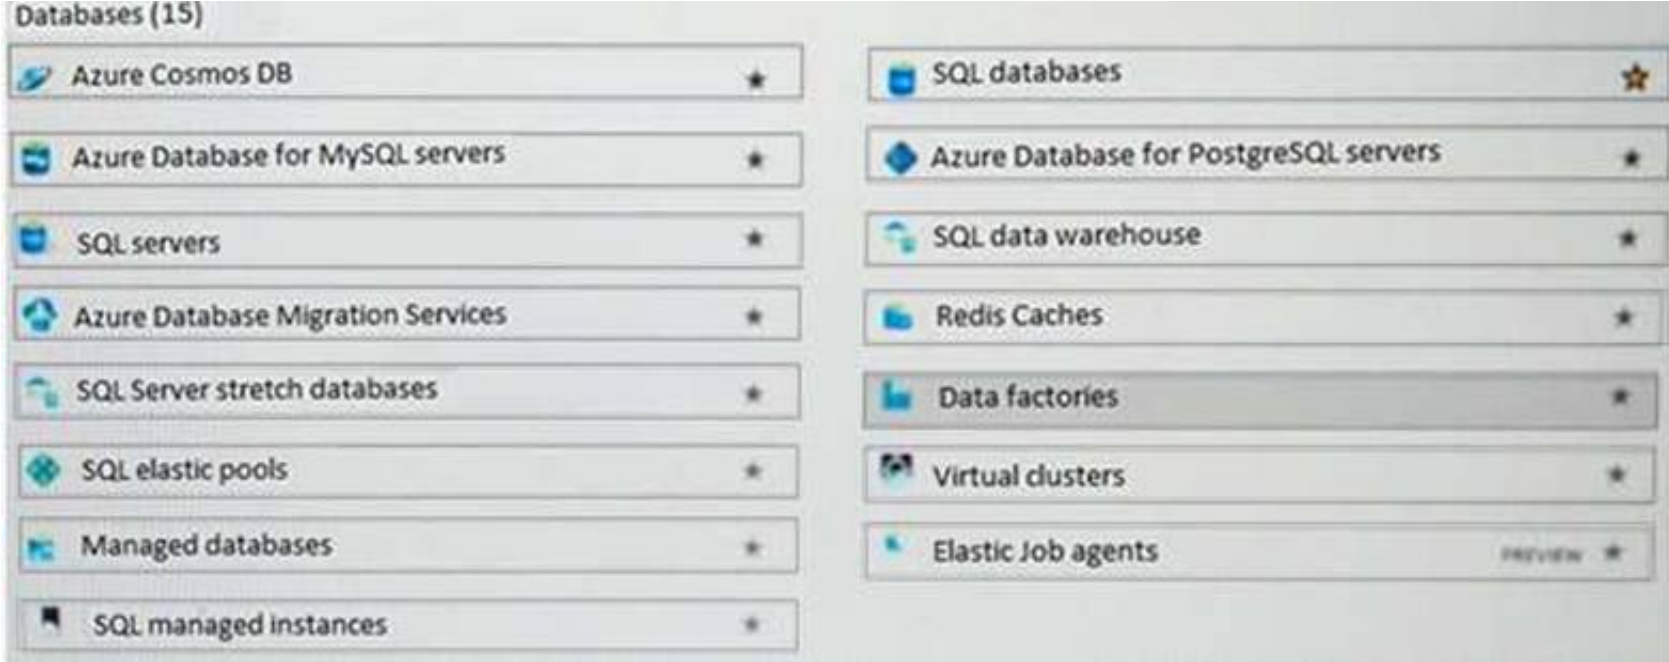 Databases (15)
Azure Cosmos DB
SQL databases
Azure Database for MySQL servers
Azure Database for PostgreSQL servers
SQL servers
SQL data warehouse
Azure Database Migration Services
Redis Caches
SQL Server stretch databases
Data factories
SQL elastic pools
Virtual clusters
Managed databases
Elastic Job agents PREVIEW
SQL managed instances